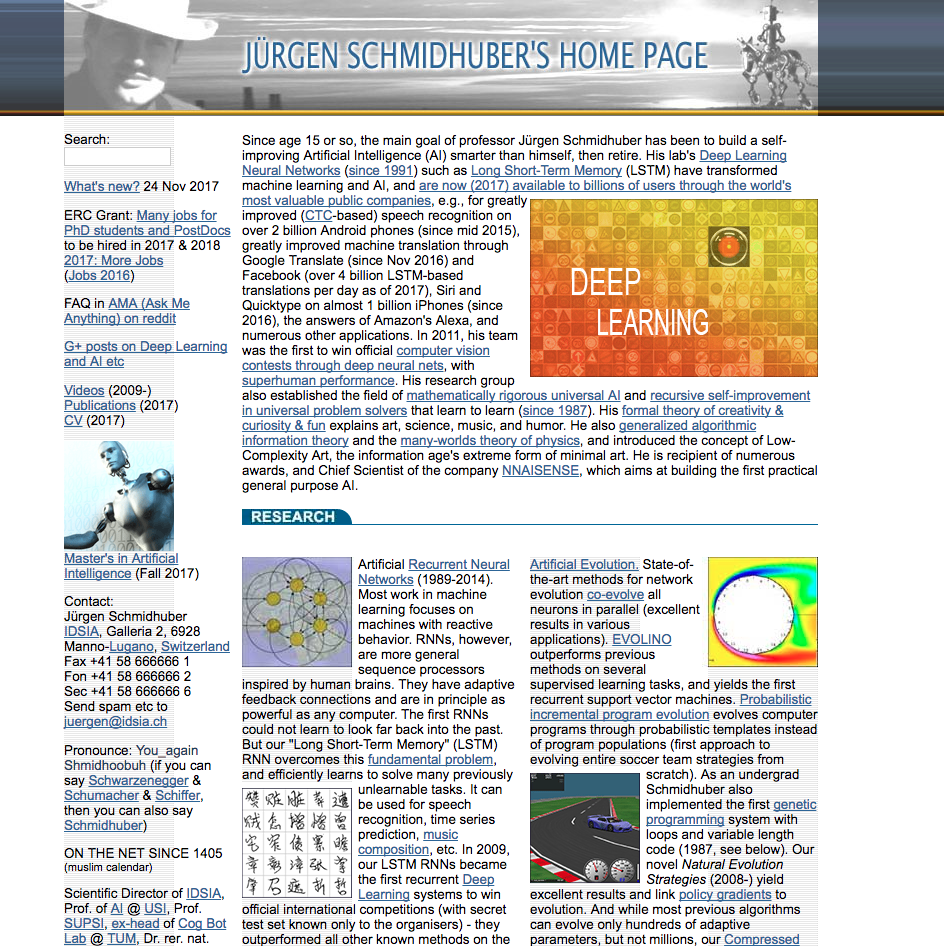 JÜRGEN SCHMIDHUBER'S HOME PAGE
Search:
What's new? 24 Nov 2017
ERC Grant: Many jobs for
PhD students and PostDocs
to be hired in 2017 & 2018
2017: More Jobs
(Jobs 2016)
FAQ in AMA (Ask Me
Anything) on reddit
G+ posts on Deep Learning
and AI etc
Videos (2009-)
Publications (2017)
CV (2017)
Master's in Artificial
Intelligence (Fall 2017)
Contact:
Jürgen Schmidhuber
IDSIA, Galleria 2, 6928
Manno-Lugano, Switzerland
Fax +41 58 666666 1
Fon +41 58 666666 2
Sec +41 58 666666 6
Send spam etc to
juergen@idsia.ch
Pronounce: You_again
Shmidhoobuh (if you can
say Schwarzenegger &
Schumacher & Schiffer,
then you can also say
Schmidhuber)
ON THE NET SINCE 1405
(muslim calendar)
Scientific Director of IDSIA,
Prof. of AI @ USI, Prof.
SUPSI, ex-head of Cog Bot
Lab @ TUM, Dr. rer. nat.
Since age 15 or so, the main goal of professor Jürgen Schmidhuber has been to build a self-
improving Artificial Intelligence (AI) smarter than himself, then retire. His lab's Deep Learning
Neural Networks (since 1991) such as Long Short-Term Memory (LSTM) have transformed
machine learning and AI, and are now (2017) available to billions of users through the world's
most valuable public companies, e.g., for greatly
improved (CTC-based) speech recognition on
over 2 billion Android phones (since mid 2015),
greatly improved machine translation through
Google Translate (since Nov 2016) and
Facebook (over 4 billion LSTM-based
translations per day as of 2017), Siri and
Quicktype on almost 1 billion iPhones (since
2016), the answers of Amazon's Alexa, and
numerous other applications. In 2011, his team
was the first to win official computer vision
contests through deep neural nets, with
superhuman performance. His research group
also established the field of mathematically rigorous universal AI and recursive self-improvement
in universal problem solvers that learn to learn (since 1987). His formal theory of creativity &
curiosity & fun explains art, science, music, and humor. He also generalized algorithmic
information theory and the many-worlds theory of physics, and introduced the concept of Low-
Complexity Art, the information age's extreme form of minimal art. He is recipient of numerous
awards, and Chief Scientist of the company NNAISENSE, which aims at building the first practical
general purpose AI.
DEEP
LEARNING
RESEARCH
Artificial Recurrent Neural
Networks (1989-2014).
Most work in machine
learning focuses on
machines with reactive
behavior. RNNs, however,
are more general
sequence processors
inspired by human brains. They have adaptive
feedback connections and are in principle as
powerful as any computer. The first RNNs
could not learn to look far back into the past.
But our "Long Short-Term Memory" (LSTM)
RNN overcomes this fundamental problem,
and efficiently learns to solve many previously
unlearnable tasks. It can
be used for speech
recognition, time series
prediction, music
composition, etc. In 2009,
our LSTM RNNs became
the first recurrent Deep
Learning systems to win
official international competitions (with secret
test set known only to the organisers) - they
outperformed all other known methods on the
Artificial Evolution. State-of-
the-art methods for network
evolution co-evolve all
neurons in parallel (excellent
results in various
applications). EVOLINO
outperforms previous
methods on several
supervised learning tasks, and yields the first
recurrent support vector machines. Probabilistic
incremental program evolution evolves computer
programs through probabilistic templates instead
of program populations (first approach to
evolving entire soccer team strategies from
scratch). As an undergrad
Schmidhuber also
implemented the first genetic
programming system with
loops and variable length
code (1987, see below). Our
novel Natural Evolution
Strategies (2008-) yield
excellent results and link policy gradients to
evolution. And while most previous algorithms
can evolve only hundreds of adaptive
parameters, but not millions, our Compressed